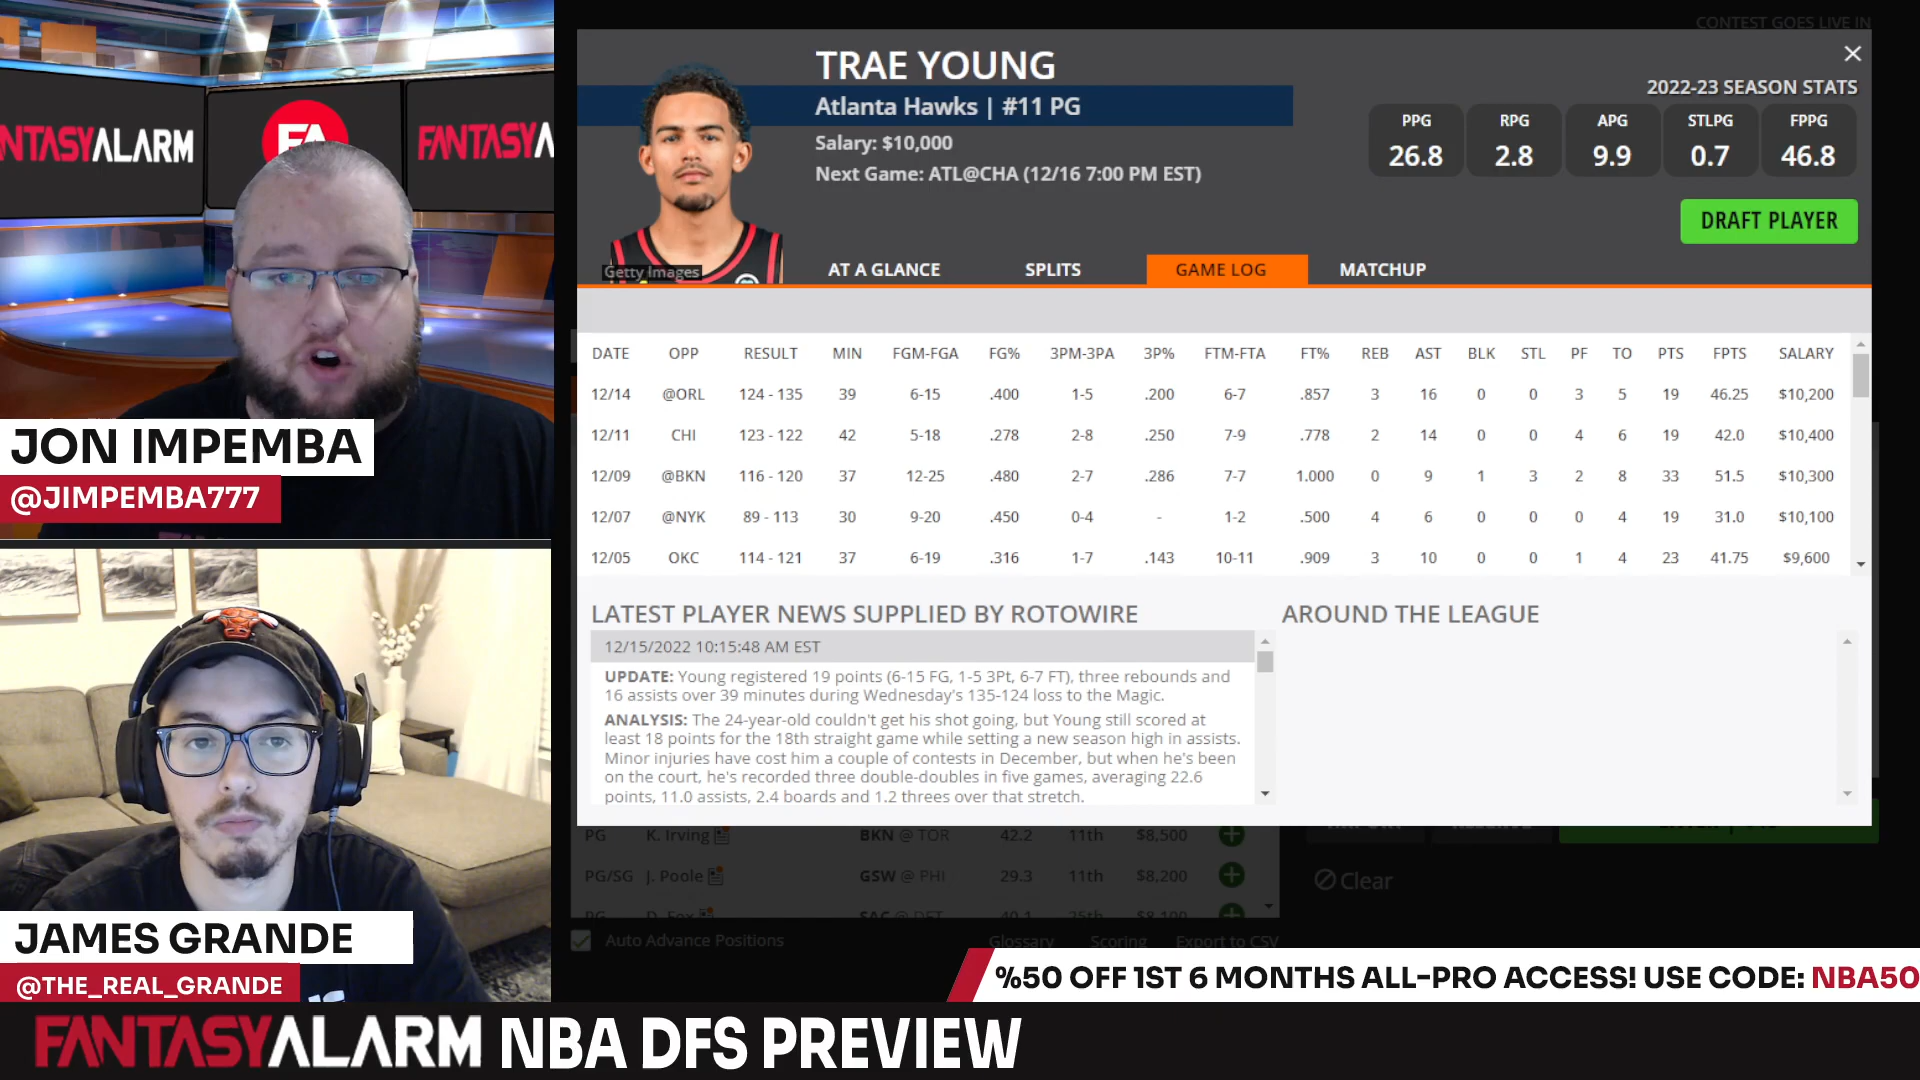 CONTEST GOES LIVE IN
NTASYALARM
FA
FANTASYA
JON IMPEMBA
@JIMPEMBA777
JAMES GRANDE
@THE_REAL_GRANDE
TRAE YOUNG
Atlanta Hawks | #11 PG
Salary: $10,000
Next Game: ATL@CHA (12/16 7:00 PM EST)
Getty Images
2022-23 SEASON STATS
PPG RPG APG STLPG FPPG
26.8 2.8 9.9 0.7 46.8
DRAFT PLAYER
AT A GLANCE SPLITS GAME LOG MATCHUP
DATE OPP RESULT MIN FGM-FGA FG% 3PM-3PA 3P% FTM-FTA FT% REB AST BLK STL PF TO PTS FPTS SALARY
12/14 @ORL 124 - 135 39 6-15 .400 1-5 .200 6-7 .857 3 16 0 0 3 5 19 46.25 $10,200
12/11 CHI 123 - 122 42 5-18 .278 2-8 .250 7-9 .778 2 14 0 0 4 6 19 42.0 $10,400
12/09 @BKN 116 - 120 37 12-25 .480 2-7 .286 7-7 1.000 0 9 1 3 2 8 33 51.5 $10,300
12/07 @NYK 89 - 113 30 9-20 .450 0-4 - 1-2 .500 4 6 0 0 0 4 19 31.0 $10,100
12/05 OKC 114 - 121 37 6-19 .316 1-7 .143 10-11 .909 3 10 0 0 1 4 23 41.75 $9,600
LATEST PLAYER NEWS SUPPLIED BY ROTOWIRE
12/15/2022 10:15:48 AM EST
UPDATE: Young registered 19 points (6-15 FG, 1-5 3Pt, 6-7 FT), three rebounds and
16 assists over 39 minutes during Wednesday's 135-124 loss to the Magic.
ANALYSIS: The 24-year-old couldn't get his shot going, but Young still scored at
least 18 points for the 18th straight game while setting a new season high in assists.
Minor injuries have cost him a couple of contests in December, but when he's been
on the court, he's recorded three double-doubles in five games, averaging 22.6
points, 11.0 assists, 2.4 boards and 1.2 threes over that stretch.
AROUND THE LEAGUE
PG K. Irving BKN @ TOR 42.2 11th $8,500
PG/SG J. Poole GSW @ PHI 29.3 11th $8,200
PG D. Fox SAC @ DET 40.1 25th $8,100
Clear
Auto Advance Positions
Glossary Scoring Export to CSV
%50 OFF 1ST 6 MONTHS ALL-PRO ACCESS! USE CODE: NBA50
FANTASYALARM NBA DFS PREVIEW